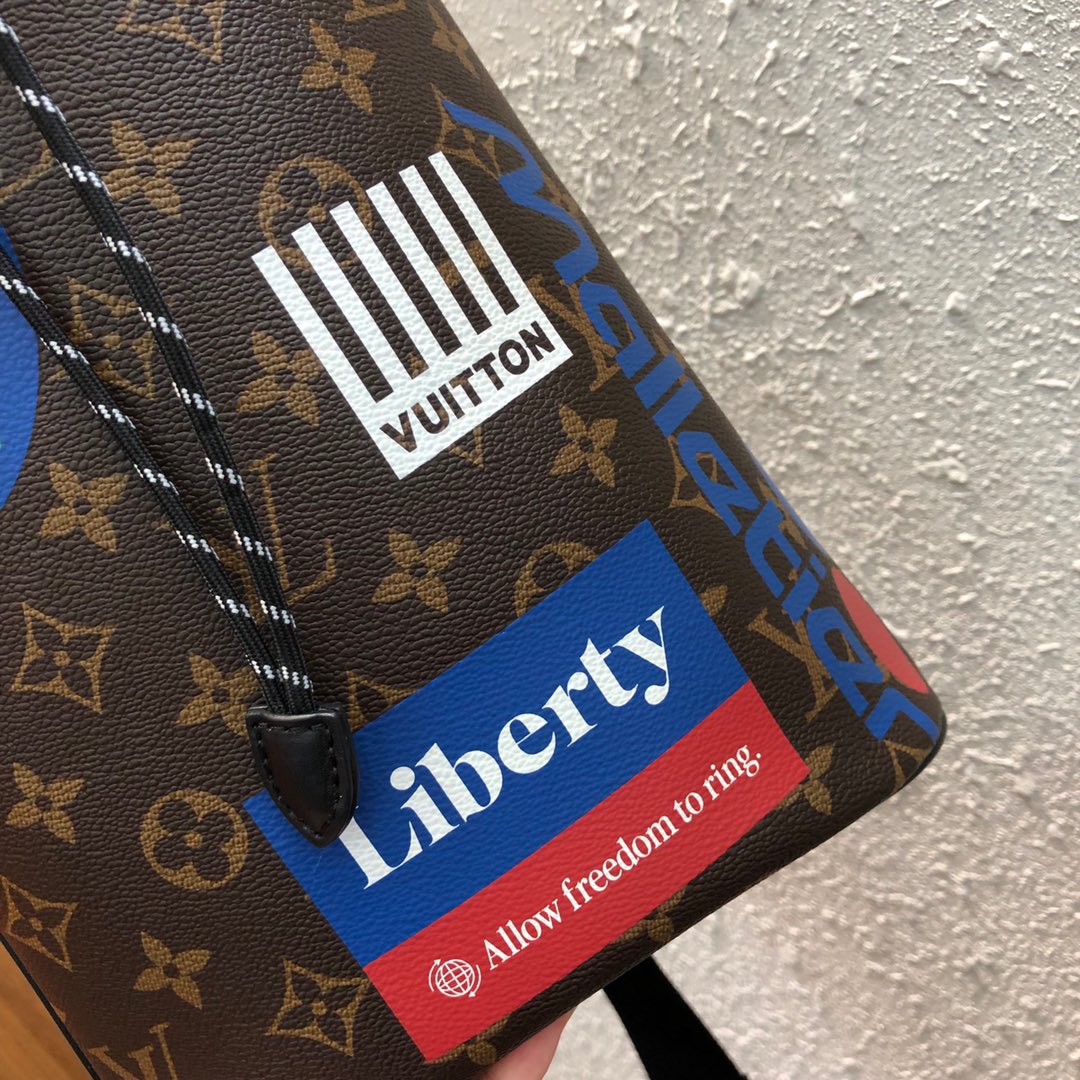 VUITTON
Liberty
Allow freedom to ring.